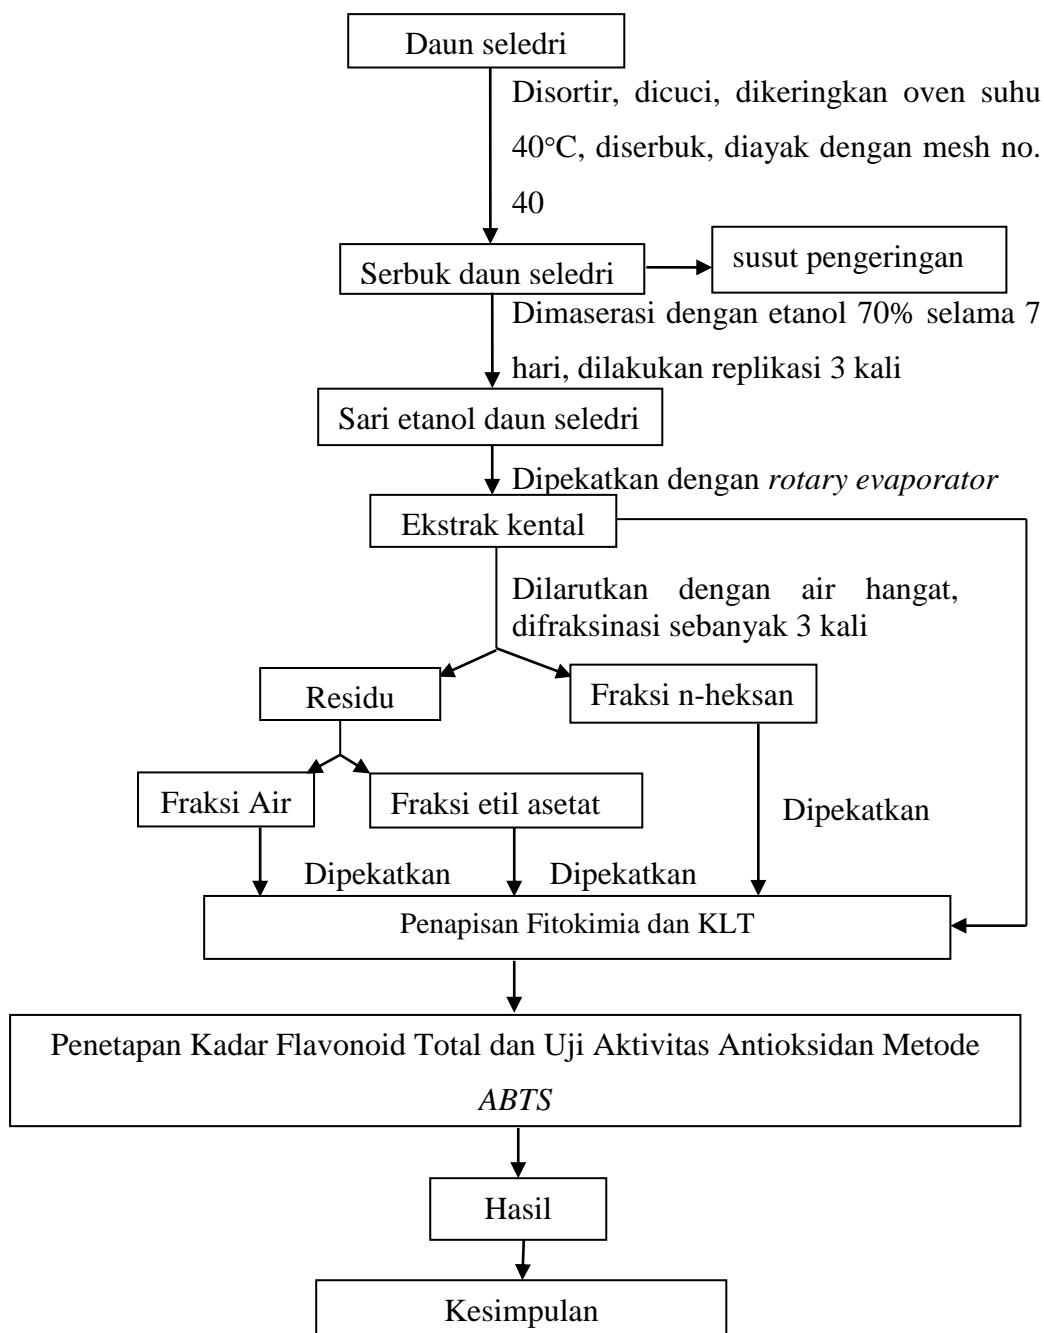 Daun seledri
Disortir, dicuci, dikeringkan oven suhu
40°C, diserbuk, diayak dengan mesh no.
40
Serbuk daun seledri
susut pengeringan
Dimaserasi dengan etanol 70% selama 7
hari, dilakukan replikasi 3 kali
Sari etanol daun seledri
Dipekatkan dengan rotary evaporator
Ekstrak kental
Dilarutkan dengan air hangat,
difraksinasi sebanyak 3 kali
Residu
Fraksi n-heksan
Fraksi Air
Fraksi etil asetat
Dipekatkan
Dipekatkan
Dipekatkan
Penapisan Fitokimia dan KLT
Penetapan Kadar Flavonoid Total dan Uji Aktivitas Antioksidan Metode
ABTS
Hasil
Kesimpulan